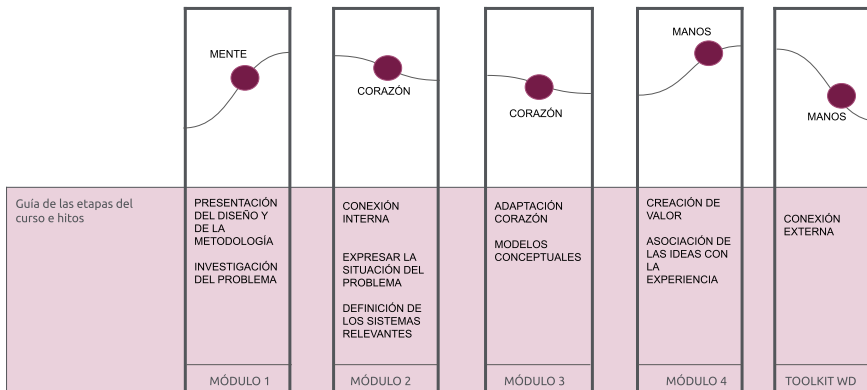 MENTE
CORAZÓN
CORAZÓN
MANOS
MANOS
Guía de las etapas del
curso e hitos
PRESENTACIÓN
DEL DISEÑO Y
DE LA
METODOLOGÍA
INVESTIGACIÓN
DEL PROBLEMA
MÓDULO 1
CONEXIÓN
INTERNA
EXPRESAR LA
SITUACIÓN DEL
PROBLEMA
DEFINICIÓN DE
LOS SISTEMAS
RELEVANTES
MÓDULO 2
ADAPTACIÓN
CORAZÓN
MODELOS
CONCEPTUALES
MÓDULO 3
CREACIÓN DE
VALOR
ASOCIACIÓN DE
LAS IDEAS CON
LA
EXPERIENCIA
MÓDULO 4
CONEXIÓN
EXTERNA
TOOLKIT WD